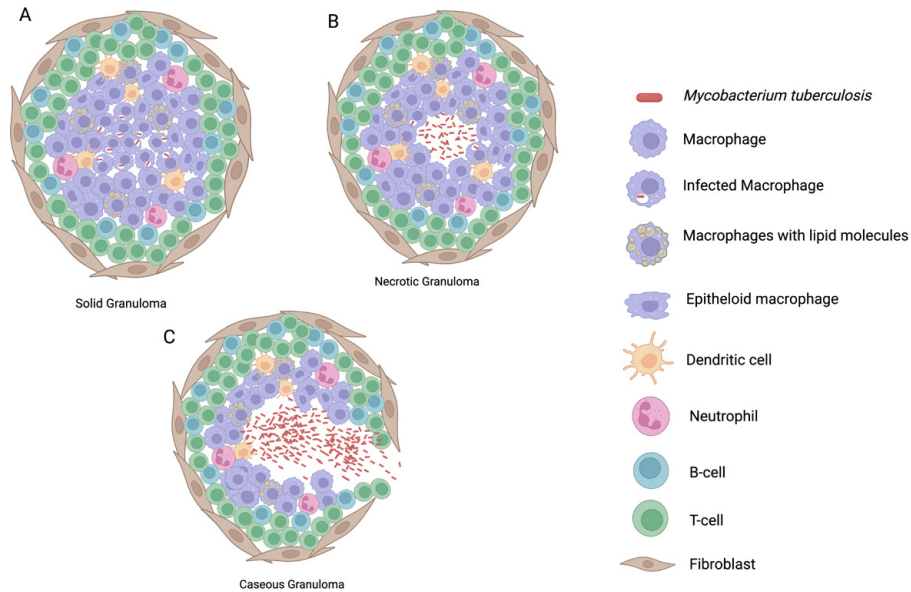 A
B
Solid Granuloma
Necrotic Granuloma
C
Caseous Granuloma
Mycobacterium tuberculosis
Macrophage
Infected Macrophage
Macrophages with lipid molecules
Epitheloid macrophage
Dendritic cell
Neutrophil
B-cell
T-cell
Fibroblast